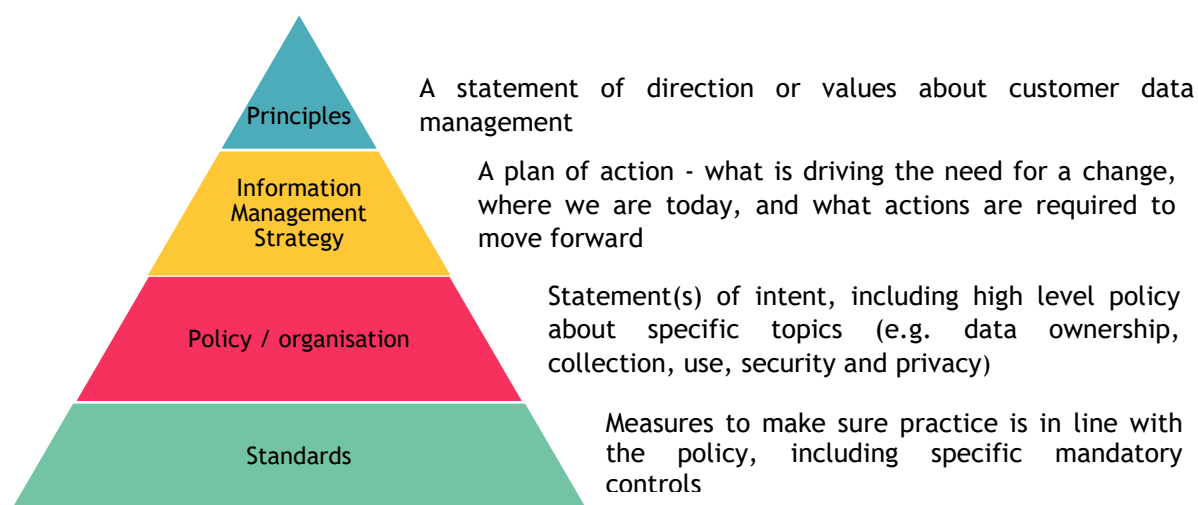 Principles
A statement of direction or values about customer data
management
Information
Management
Strategy
A plan of action - what is driving the need for a change,
where we are today, and what actions are required to
move forward
Policy / organisation
Statement(s) of intent, including high level policy
about specific topics (e.g. data ownership,
collection, use, security and privacy)
Standards
Measures to make sure practice is in line with
the policy, including specific mandatory
controls